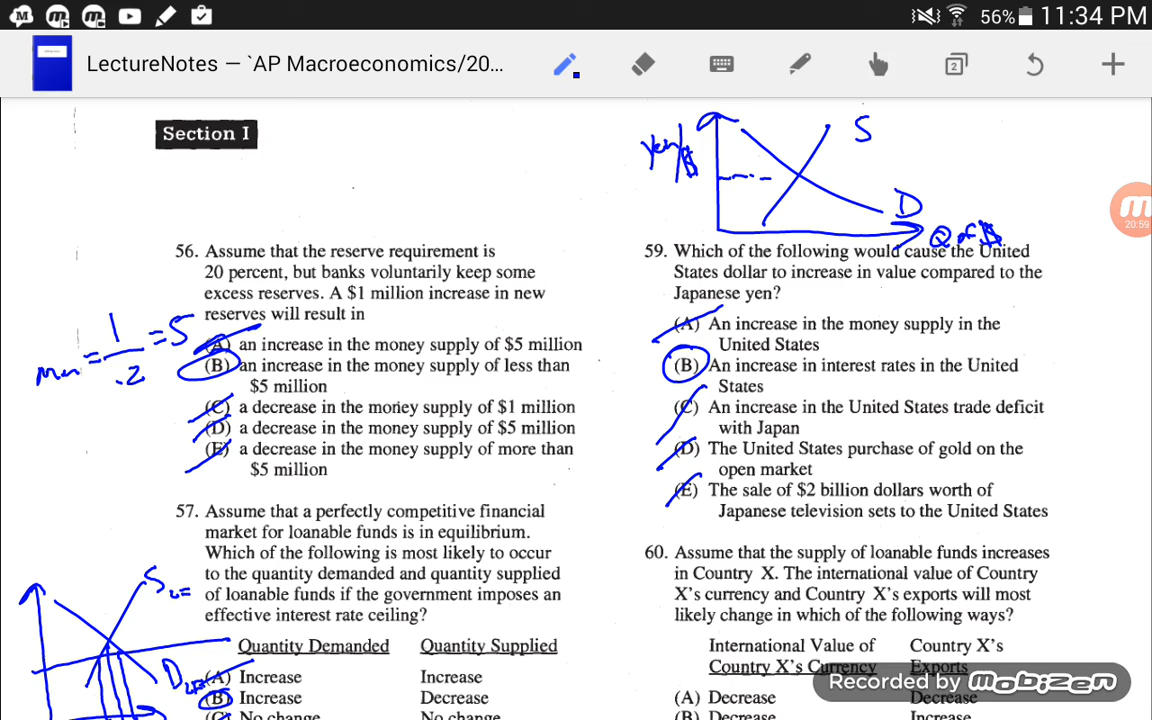 56% 11:34 PM
LectureNotes — `AP Macroeconomics/20...
2
Section I
56. Assume that the reserve requirement is
20 percent, but banks voluntarily keep some
excess reserves. A $1 million increase in new
reserves will result in
(A) an increase in the money supply of $5 million
(B) an increase in the money supply of less than
$5 million
(C) a decrease in the money supply of $1 million
(D) a decrease in the money supply of $5 million
(E) a decrease in the money supply of more than
$5 million
= 1/.2 = 5
57. Assume that a perfectly competitive financial
market for loanable funds is in equilibrium.
Which of the following is most likely to occur
to the quantity demanded and quantity supplied
of loanable funds if the government imposes an
effective interest rate ceiling?
Quantity Demanded Quantity Supplied
(A) Increase Increase
(B) Increase Decrease
(C) No change No change
SLF
DLF
Yen/$
S
D
Q of $
20:59
59. Which of the following would cause the United
States dollar to increase in value compared to the
Japanese yen?
(A) An increase in the money supply in the
United States
(B) An increase in interest rates in the United
States
(C) An increase in the United States trade deficit
with Japan
(D) The United States purchase of gold on the
open market
(E) The sale of $2 billion dollars worth of
Japanese television sets to the United States
60. Assume that the supply of loanable funds increases
in Country X. The international value of Country
X's currency and Country X's exports will most
likely change in which of the following ways?
International Value of Country X's
Country X's Currency Exports
(A) Decrease Decrease
(B) Decrease Increase
Recorded by mobizen